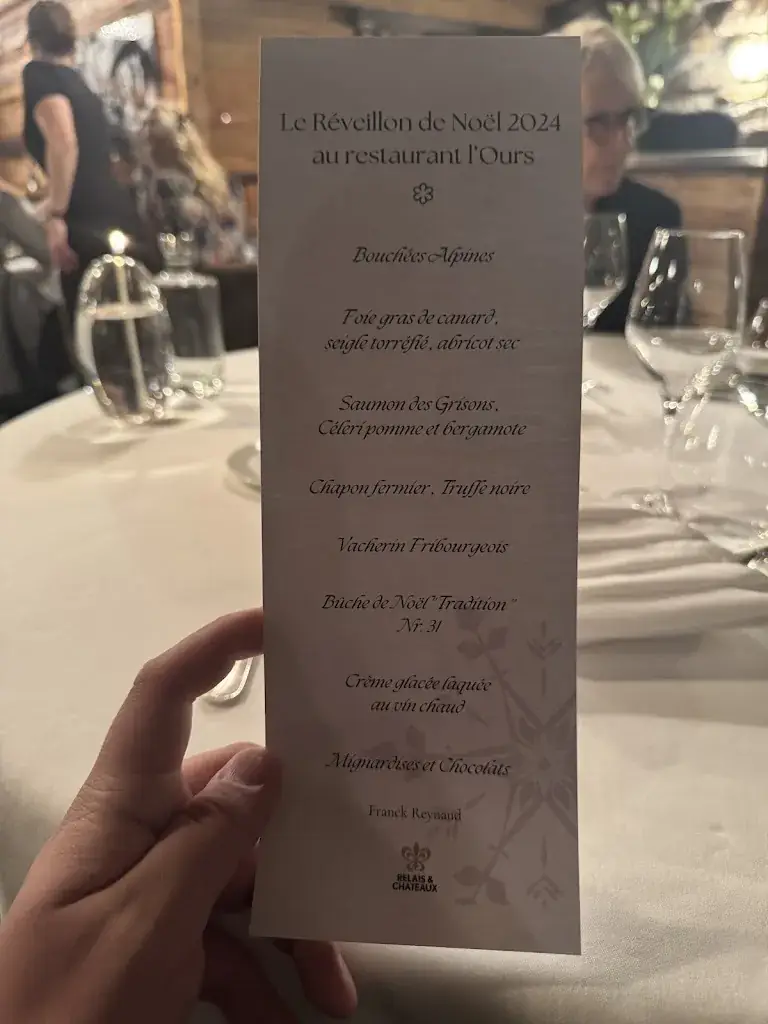 Le Réveillon de Noël 2024
au restaurant l'Ours
Bouchées Alpines
Foie gras de canard,
seigle torréfié, abricot sec
Saumon des Grisons,
Céleri pomme et bergamote
Chapon fermier, Truffe noire
Vacherin Fribourgeois
Bûche de Noël "Tradition"
Nr. 31
Crème glacée laquée
au vin chaud
Mignardises et Chocolats
Franck Reynaud
RELAIS &
CHATEAUX